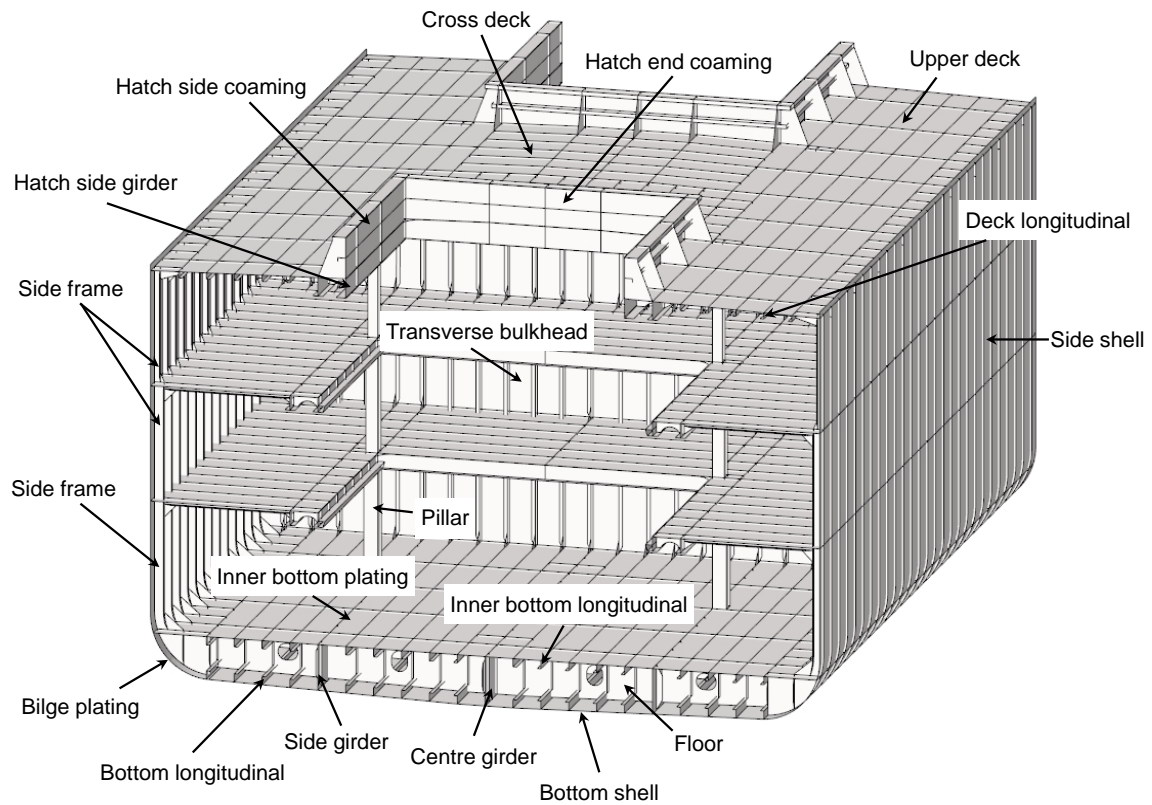 Cross deck
Hatch end coaming
Upper deck
Hatch side coaming
Hatch side girder
Deck longitudinal
Side frame
Transverse bulkhead
Side shell
Side frame
Pillar
Inner bottom plating
Inner bottom longitudinal
Bilge plating
Side girder
Centre girder
Floor
Bottom longitudinal
Bottom shell